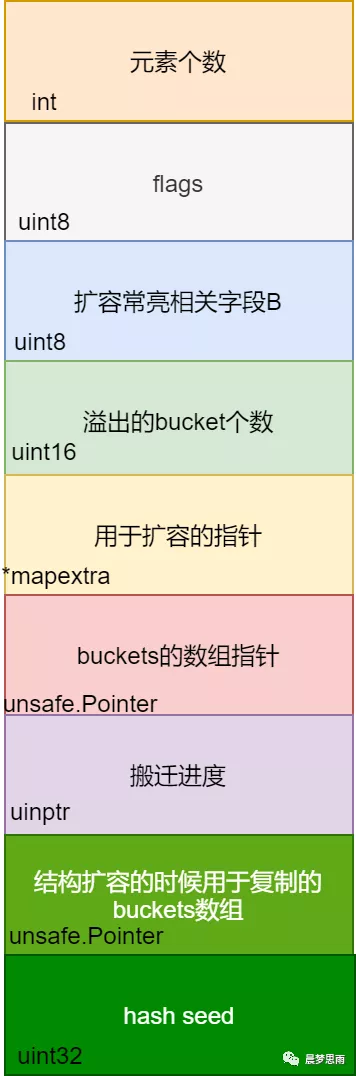 元素个数
int
flags
uint8
扩容常亮相关字段B
uint8
溢出的bucket个数
uint16
用于扩容的指针
*mapextra
buckets的数组指针
unsafe.Pointer
搬迁进度
uinptr
结构扩容的时候用于复制的
buckets数组
unsafe.Pointer
hash seed
uint32
晨梦思雨